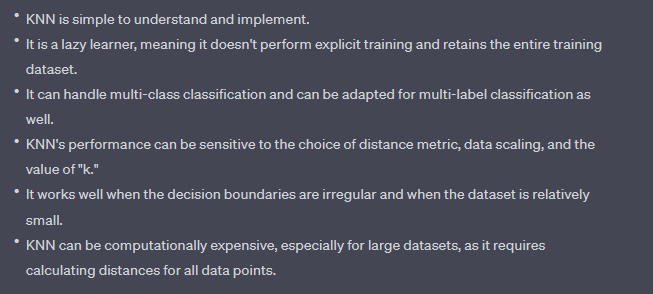 • KNN is simple to understand and implement.
• It is a lazy learner, meaning it doesn't perform explicit training and retains the entire training
dataset.
• It can handle multi-class classification and can be adapted for multi-label classification as
well.
• KNN's performance can be sensitive to the choice of distance metric, data scaling, and the
value of "k."
• It works well when the decision boundaries are irregular and when the dataset is relatively
small.
• KNN can be computationally expensive, especially for large datasets, as it requires
calculating distances for all data points.